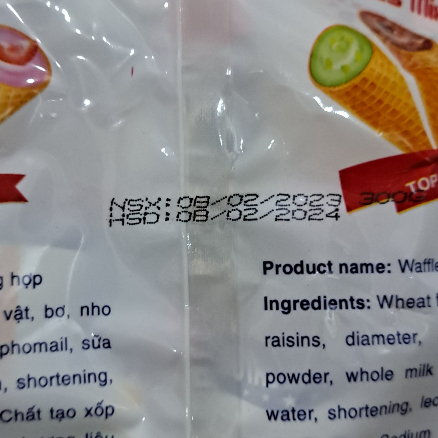 TOP
NSX:08/02/2023 300G
HSD:08/02/2024
hợp
vật, bơ, nho
phomail, sữa
shortening,
Chất tạo xốp
Product name: Waffle
Ingredients: Wheat
raisins, diameter,
powder, whole milk
water, shortening, lec